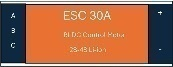 A
B
C
ESC 30A
BLDC Control Motor
2S-4S Li-ion
+
-